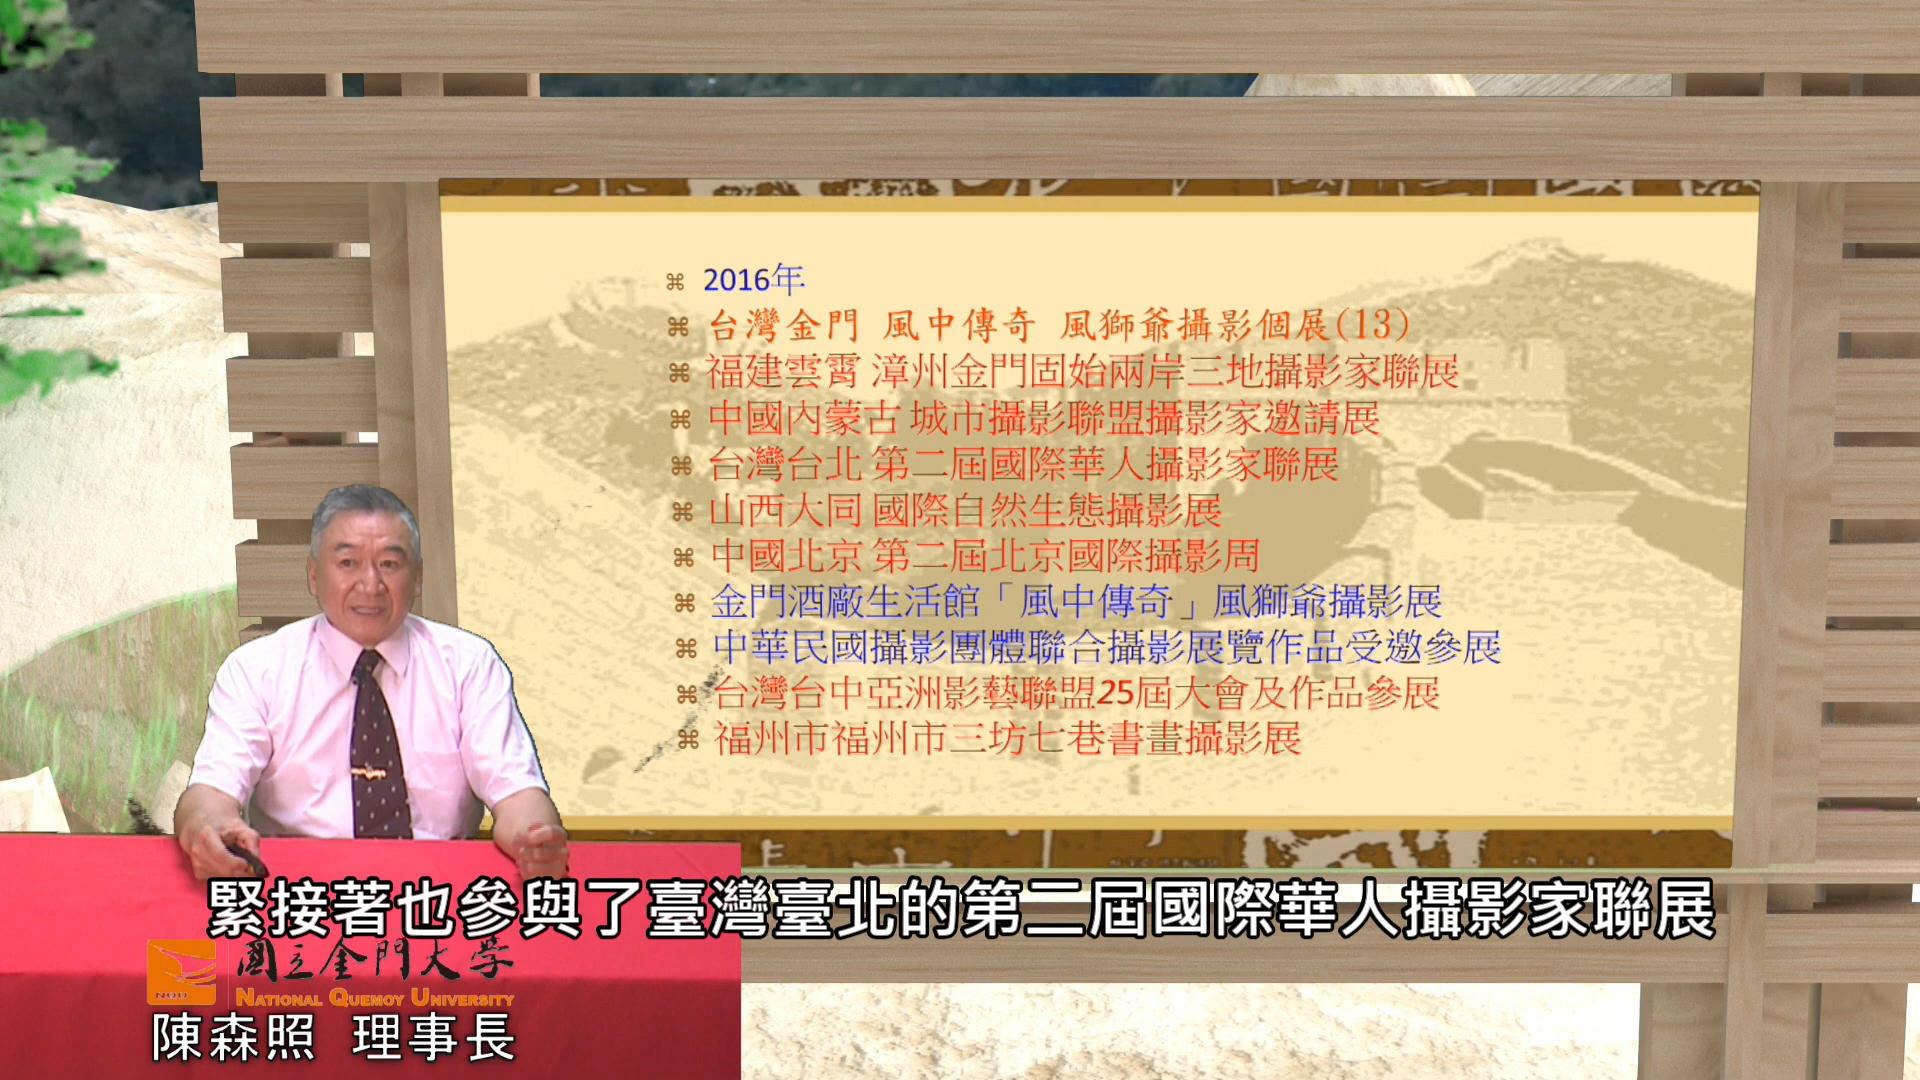 2016年
台灣金門 風中傳奇 風獅爺攝影個展(13)
福建雲霄 漳州金門固始兩岸三地攝影家聯展
中國內蒙古 城市攝影聯盟攝影家邀請展
台灣台北 第二屆國際華人攝影家聯展
山西大同 國際自然生態攝影展
中國北京 第二屆北京國際攝影周
金門酒廠生活館「風中傳奇」風獅爺攝影展
中華民國攝影團體聯合攝影展覽作品受邀參展
台灣台中亞洲影藝聯盟25屆大會及作品參展
福州市福州市三坊七巷書畫攝影展
緊接著也參與了臺灣臺北的第二屆國際華人攝影家聯展
NQU
國立金門大學
NATIONAL QUEMOY UNIVERSITY
陳森照 理事長